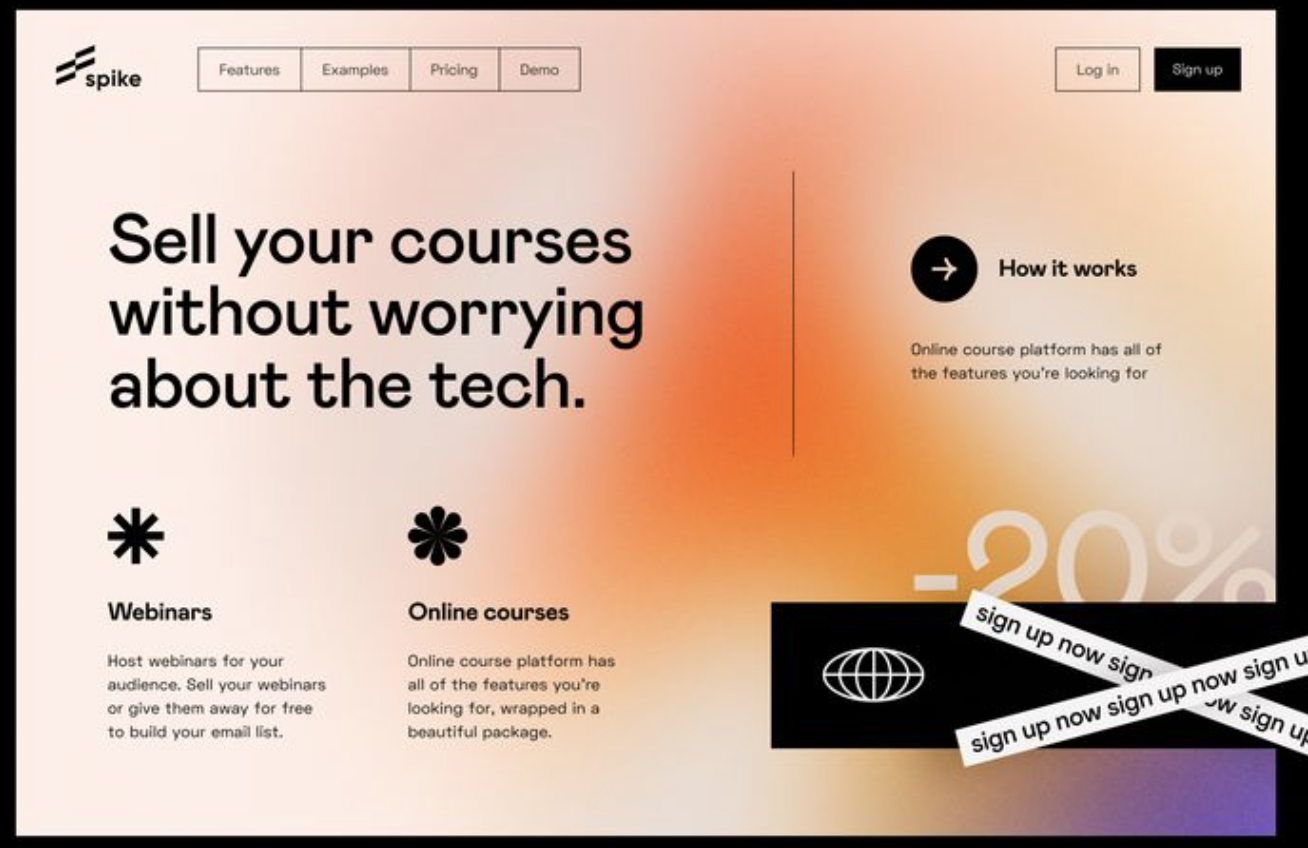 spike
Features
Examples
Pricing
Demo
Log in
Sign up
Sell your courses
without worrying
about the tech.
How it works
Online course platform has all of
the features you're looking for
Webinars
Host webinars for your
audience. Sell your webinars
or give them away for free
to build your email list.
Online courses
Online course platform has
all of the features you're
looking for, wrapped in a
beautiful package.
-20%
sign up now sign
sign up now sign up now sign u
ow sign up